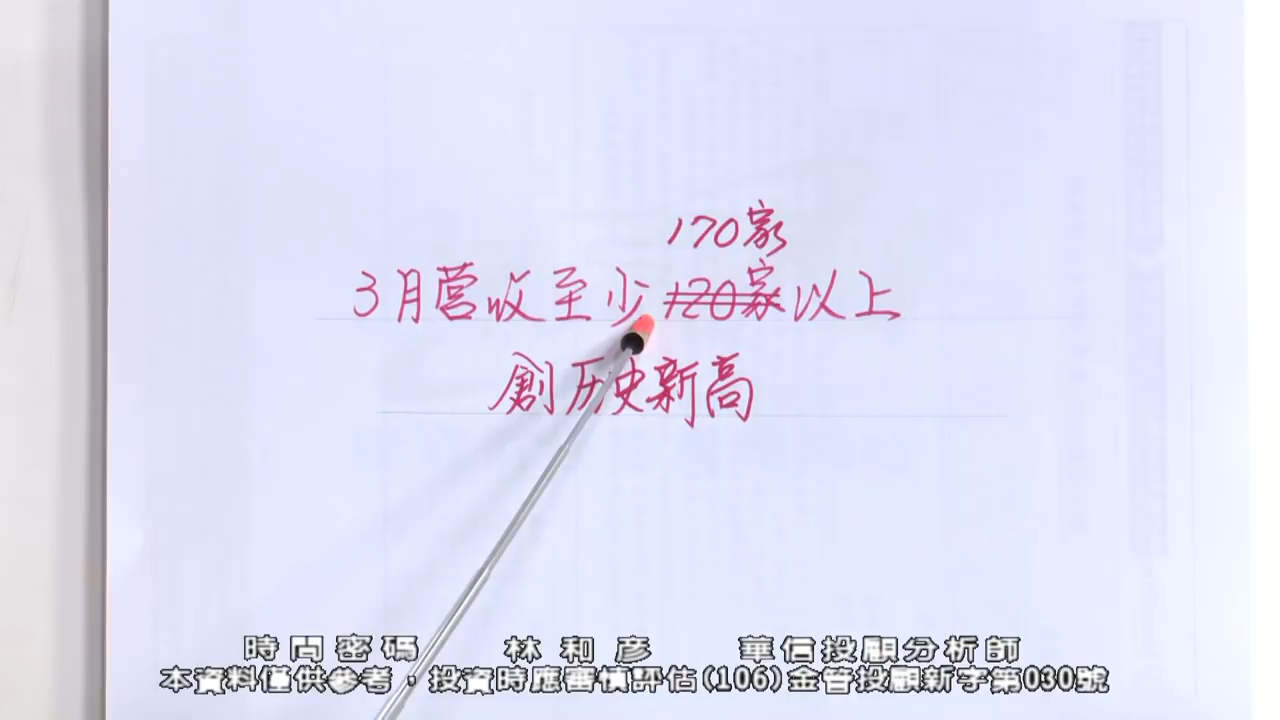 170家
3月营收至少120家以上
創历史新高
時間密碼 林和彥 華信投顧分析師
本資料僅供參考，投資時應審慎評估(106)金管投顧新字第030號